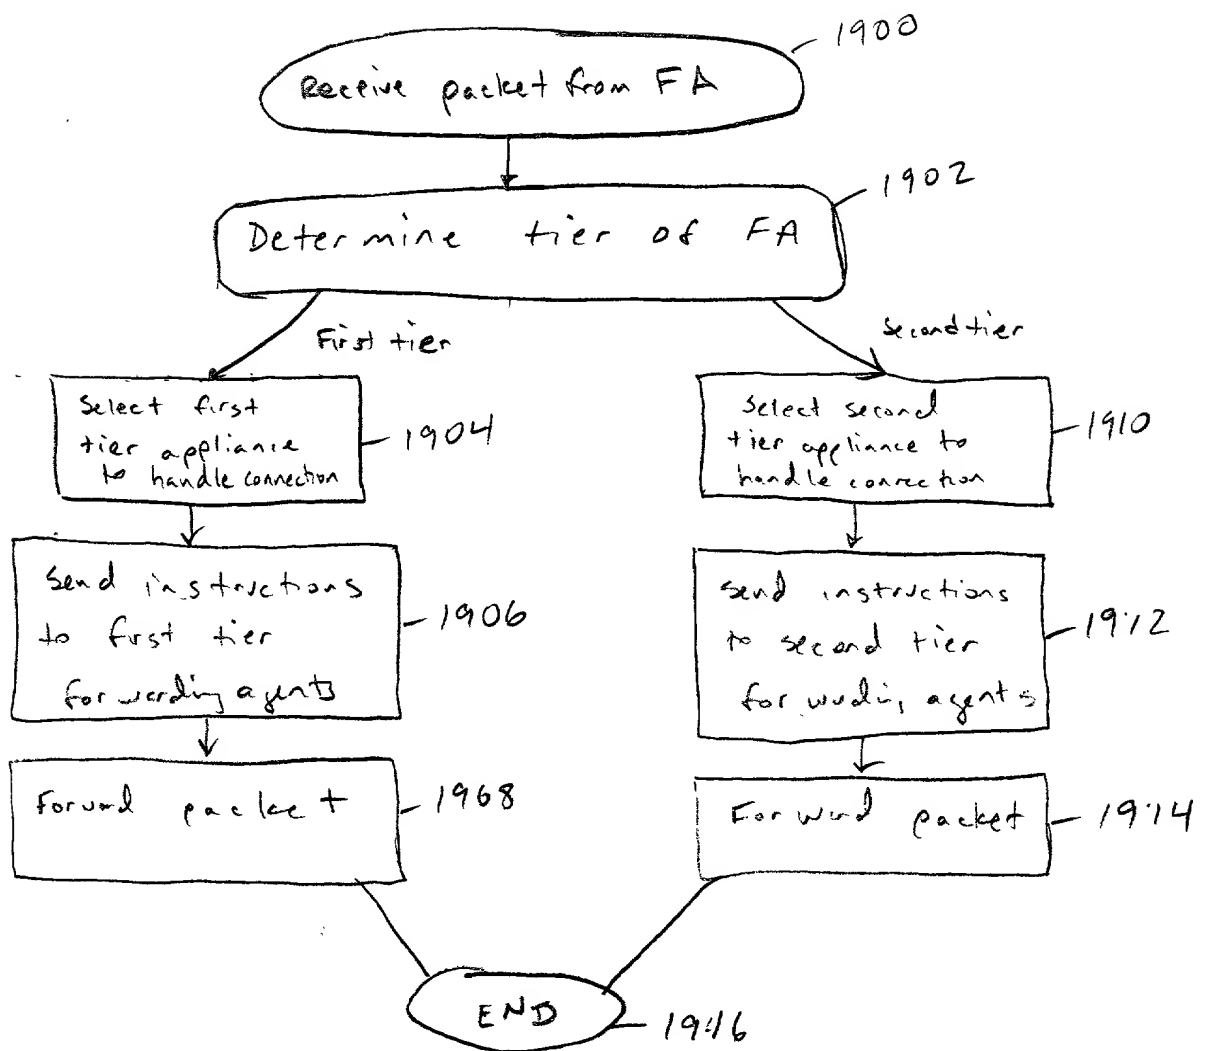 1900
Receive packet from FA
1902
Determine tier of FA
First tier
Second tier
Select first
tier appliance
to handle connection
1904
Select second
tier appliance to
handle connection
1910
Send instructions
to first tier
forwarding agents
1906
Send instructions
to second tier
forwarding agents
1912
Forward packet
1908
Forward packet
1914
END
1916